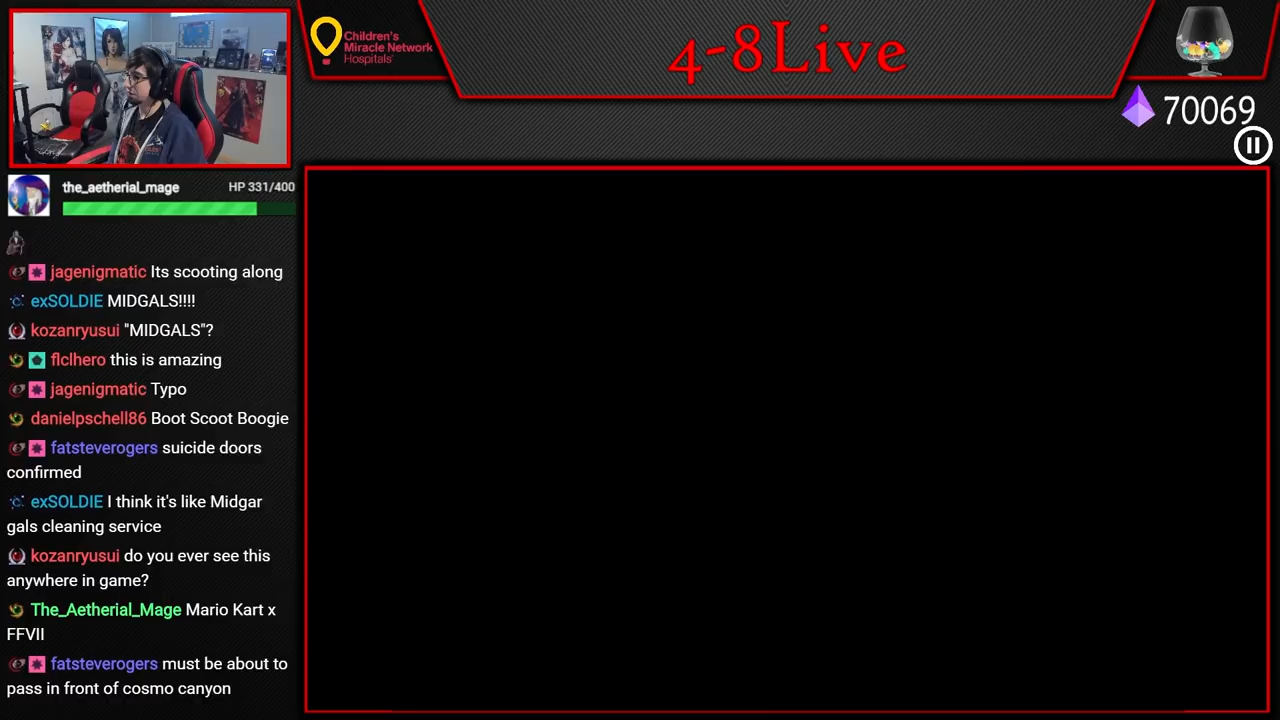 Children's
Miracle Network
Hospitals
4-8Live
70069
the_aetherial_mage HP 331/400
jagenigmatic Its scooting along
exSOLDIE MIDGALS!!!!
kozanryusui "MIDGALS"?
flclhero this is amazing
jagenigmatic Typo
danielpschell86 Boot Scoot Boogie
fatsteverogers suicide doors
confirmed
exSOLDIE I think it's like Midgar
gals cleaning service
kozanryusui do you ever see this
anywhere in game?
The_Aetherial_Mage Mario Kart x
FFVII
fatsteverogers must be about to
pass in front of cosmo canyon